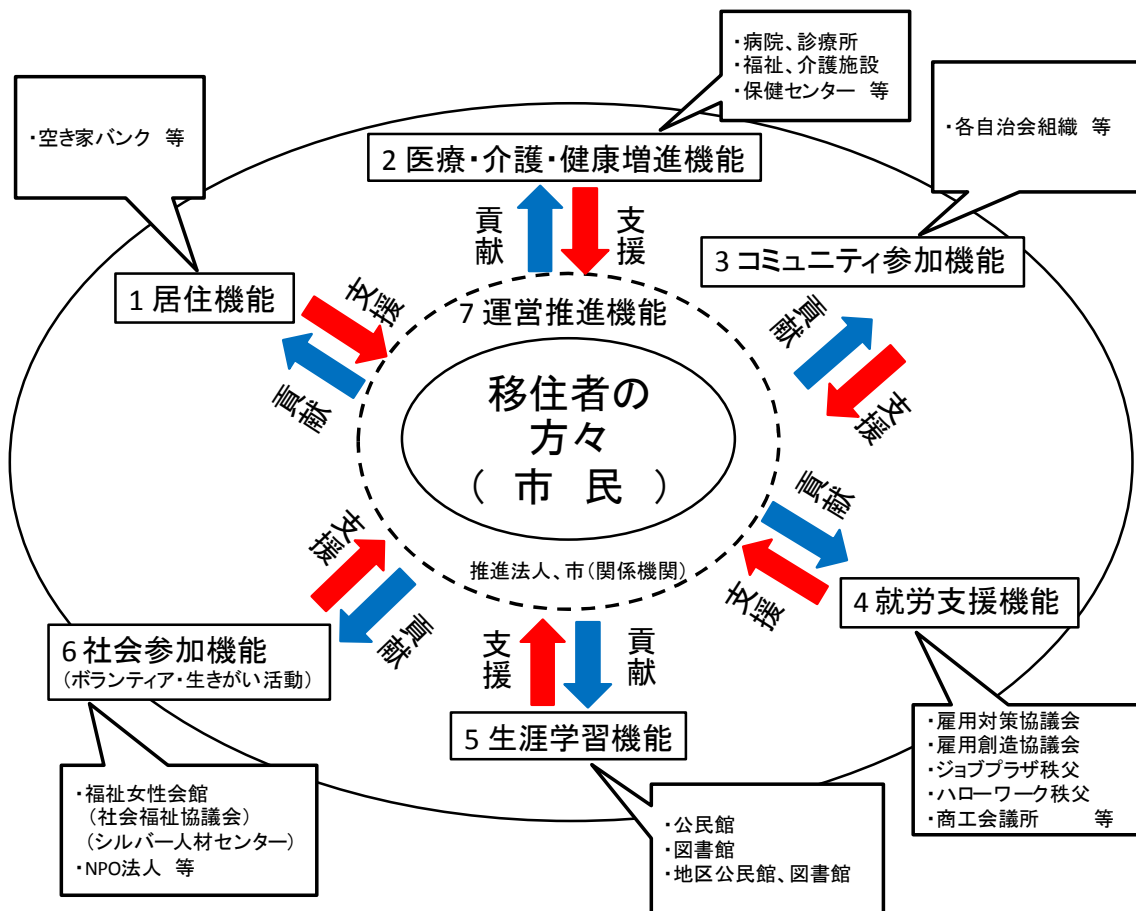 ・病院、診療所
・福祉、介護施設
・保健センター 等
・空き家バンク 等
・各自治会組織 等
2 医療・介護・健康増進機能
貢献
支援
3 コミュニティ参加機能
1 居住機能
支援
貢献
7 運営推進機能
貢献
支援
移住者の
方々
( 市 民 )
推進法人、市(関係機関)
貢献
支援
4 就労支援機能
支援
貢献
6 社会参加機能
(ボランティア・生きがい活動)
支援
貢献
5 生涯学習機能
・雇用対策協議会
・雇用創造協議会
・ジョブプラザ秩父
・ハローワーク秩父
・商工会議所 等
・福祉女性会館
(社会福祉協議会)
(シルバー人材センター)
・NPO法人 等
・公民館
・図書館
・地区公民館、図書館